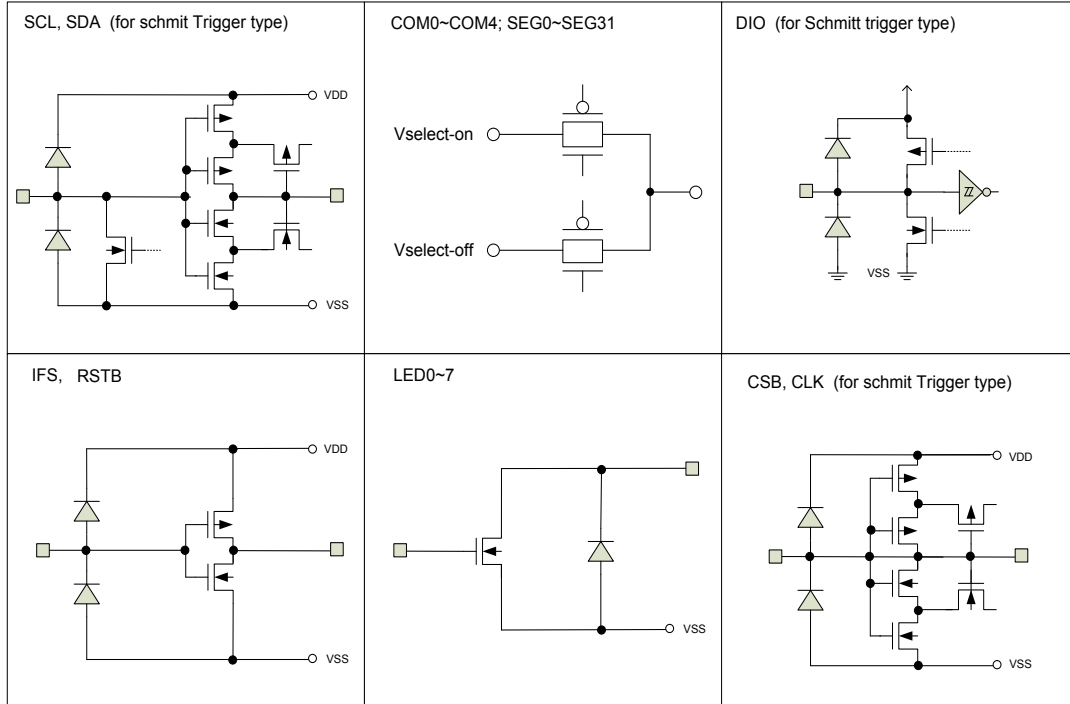 SCL, SDA (for schmit Trigger type)
VDD
VSS
COM0~COM4; SEG0~SEG31
Vselect-on
Vselect-off
DIO (for Schmitt trigger type)
VSS
IFS, RSTB
VDD
VSS
LED0~7
VSS
CSB, CLK (for schmit Trigger type)
VDD
VSS